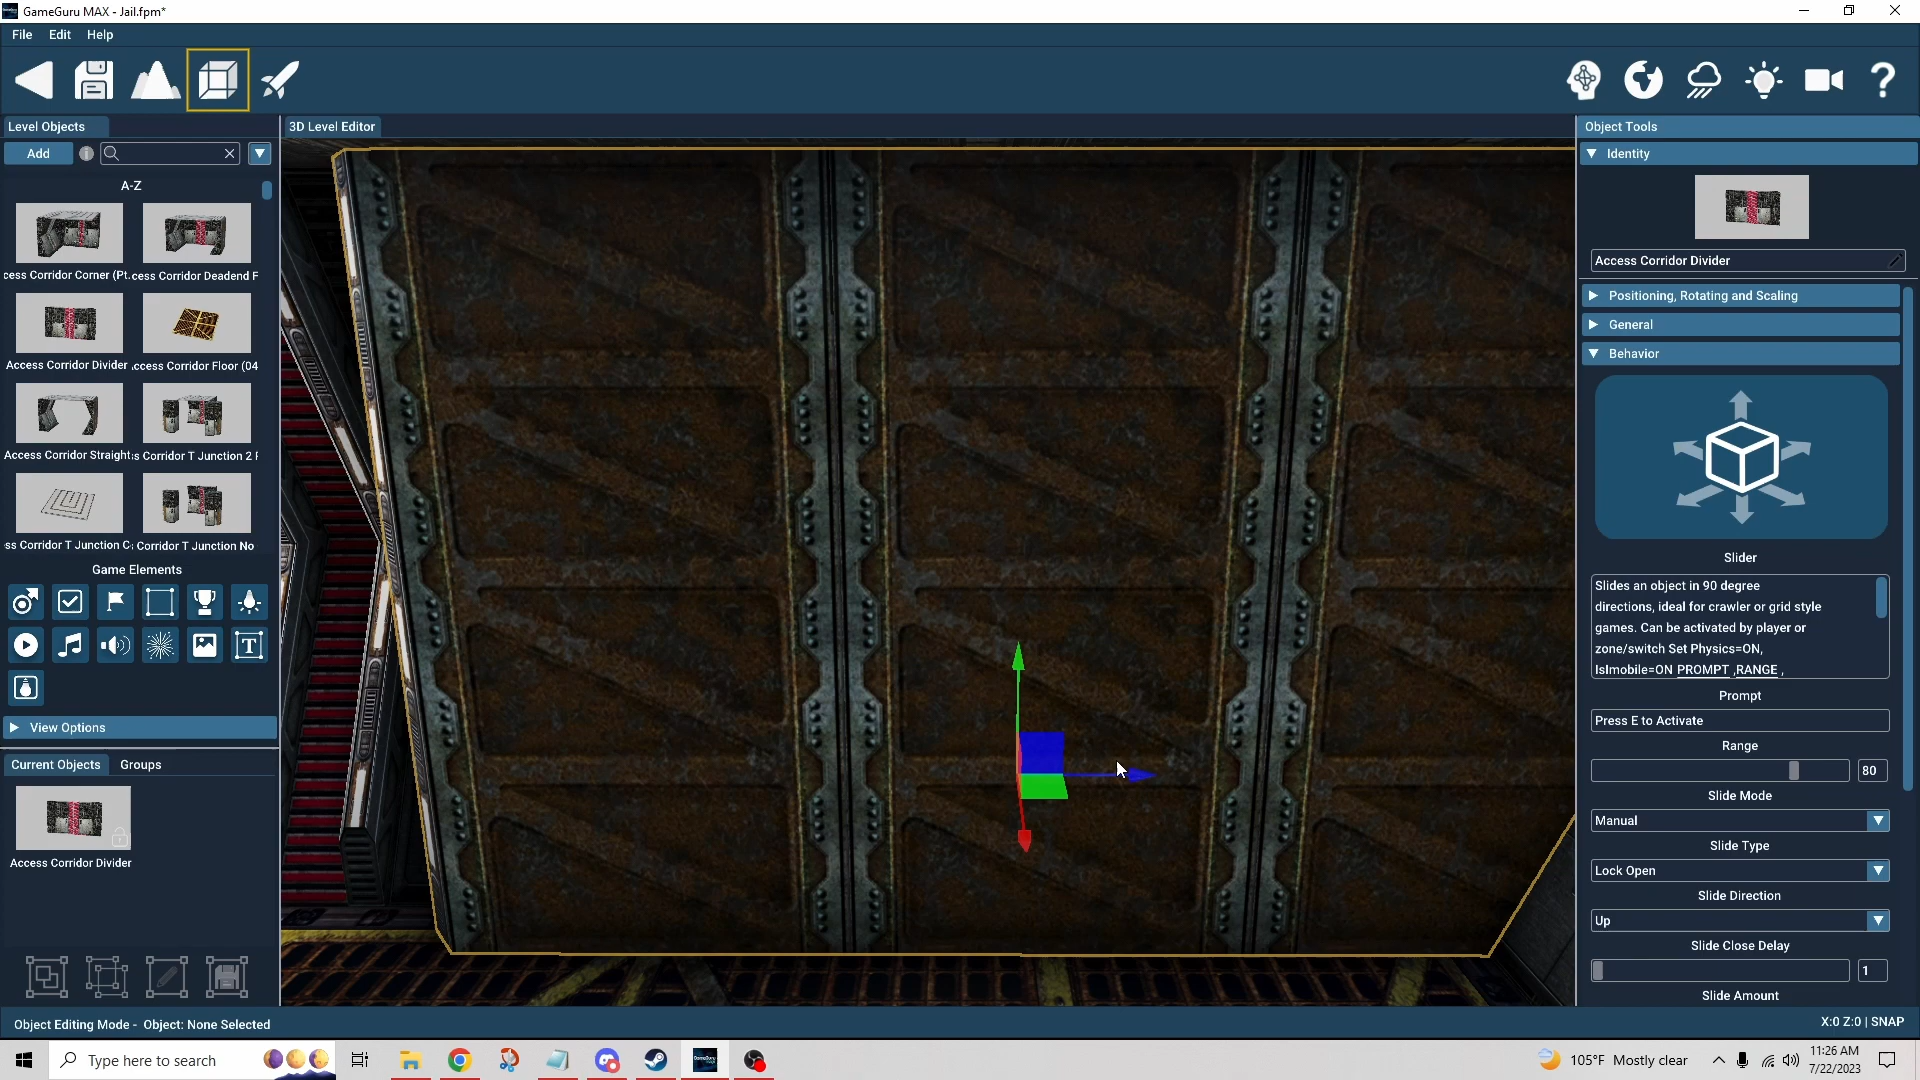 GameGuru MAX - Jail.fpm*
File Edit Help
Level Objects
3D Level Editor
Object Tools
Add
Identity
A-Z
cess Corridor Corner (Pt. ccess Corridor Deadend F
Access Corridor Divider
Positioning, Rotating and Scaling
General
Access Corridor Divider .ccess Corridor Floor (04
Behavior
Access Corridor Straight s Corridor T Junction 2 F
ss Corridor T Junction C Corridor T Junction No
Game Elements
Slider
Slides an object in 90 degree
directions, ideal for crawler or grid style
games. Can be activated by player or
zone/switch Set Physics=ON,
IsImobile=ON PROMPT ,RANGE ,
Prompt
Press E to Activate
View Options
Range
80
Current Objects Groups
Slide Mode
Manual
Slide Type
Access Corridor Divider
Lock Open
Slide Direction
Up
Slide Close Delay
1
Slide Amount
Object Editing Mode - Object: None Selected
X:0 Z:0 | SNAP
Type here to search
105°F Mostly clear
11:26 AM
7/22/2023